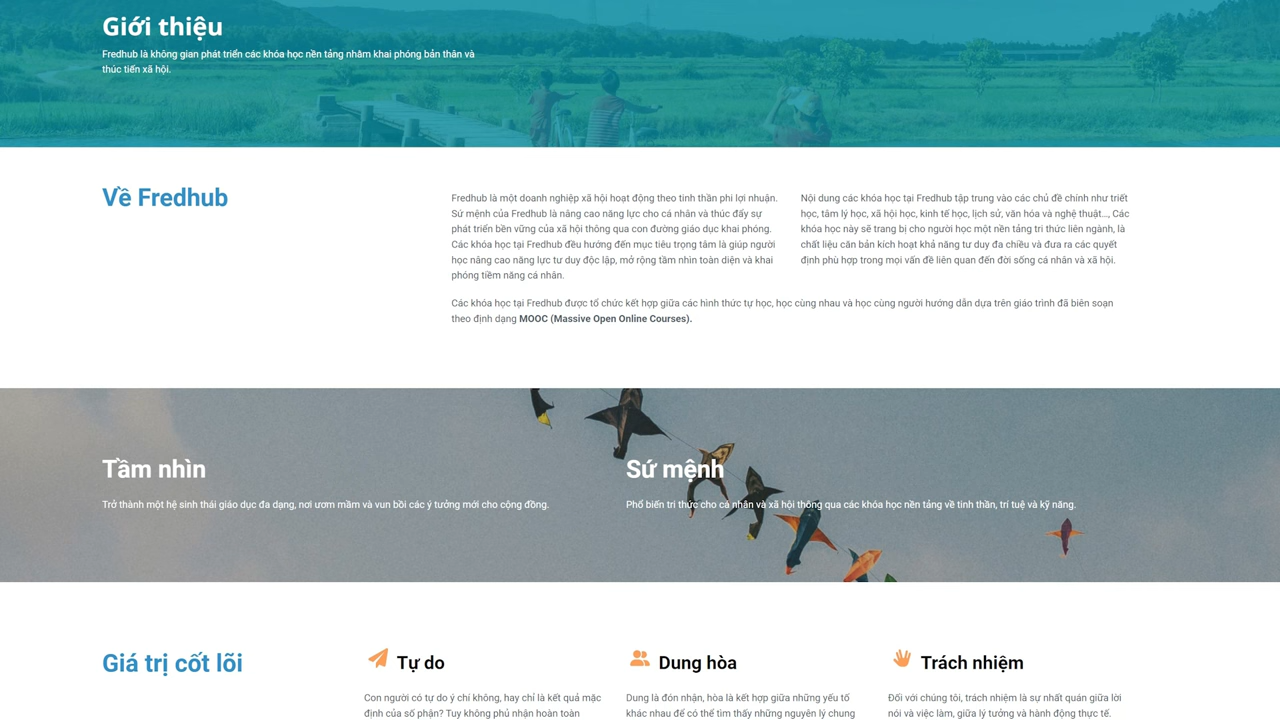 Giới thiệu
Fredhub là không gian phát triển các khóa học nền tảng nhằm khai phóng bản thân và
thúc tiến xã hội.
Về Fredhub
Fredhub là một doanh nghiệp xã hội hoạt động theo tinh thần phi lợi nhuận.
Sứ mệnh của Fredhub là nâng cao năng lực cho cá nhân và thúc đẩy sự
phát triển bền vững của xã hội thông qua con đường giáo dục khai phóng.
Các khóa học tại Fredhub đều hướng đến mục tiêu trọng tâm là giúp người
học nâng cao năng lực tư duy độc lập, mở rộng tầm nhìn toàn diện và khai
phóng tiềm năng cá nhân.
Nội dung các khóa học tại Fredhub tập trung vào các chủ đề chính như triết
học, tâm lý học, xã hội học, kinh tế học, lịch sử, văn hóa và nghệ thuật…, Các
khóa học này sẽ trang bị cho người học một nền tảng tri thức liên ngành, là
chất liệu căn bản kích hoạt khả năng tư duy đa chiều và đưa ra các quyết
định phù hợp trong mọi vấn đề liên quan đến đời sống cá nhân và xã hội.
Các khóa học tại Fredhub được tổ chức kết hợp giữa các hình thức tự học, học cùng nhau và học cùng người hướng dẫn dựa trên giáo trình đã biên soạn
theo định dạng MOOC (Massive Open Online Courses).
Tầm nhìn
Trở thành một hệ sinh thái giáo dục đa dạng, nơi ươm mầm và vun bồi các ý tưởng mới cho cộng đồng.
Sứ mệnh
Phổ biến tri thức cho cá nhân và xã hội thông qua các khóa học nền tảng về tinh thần, trí tuệ và kỹ năng.
Giá trị cốt lõi
Tự do
Con người có tự do ý chí không, hay chỉ là kết quả mặc
định của số phận? Tuy không phủ nhận hoàn toàn
Dung hòa
Dung là đón nhận, hòa là kết hợp giữa những yếu tố
khác nhau để có thể tìm thấy những nguyên lý chung
Trách nhiệm
Đối với chúng tôi, trách nhiệm là sự nhất quán giữa lời
nói và việc làm, giữa lý tưởng và hành động thực tế.